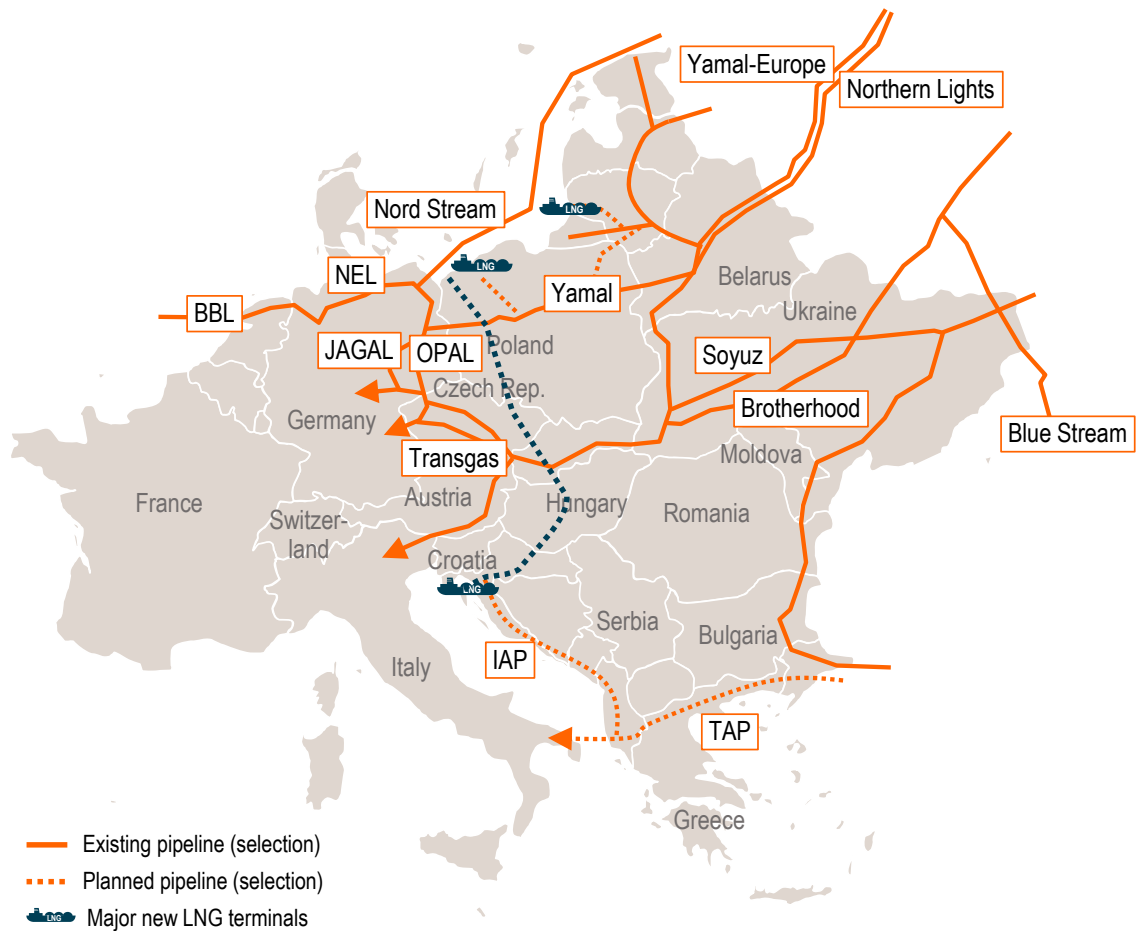 Yamal-Europe
Northern Lights
LNG
Nord Stream
LNG
NEL
Belarus
Yamal
Ukraine
BBL
JAGAL
OPAL
Poland
Soyuz
Czech Rep.
Brotherhood
Germany
Blue Stream
Transgas
Moldova
France
Austria
Hungary
Romania
Switzer-
land
Croatia
LNG
Serbia
Bulgaria
IAP
Italy
TAP
Greece
Existing pipeline (selection)
Planned pipeline (selection)
LNG
Major new LNG terminals